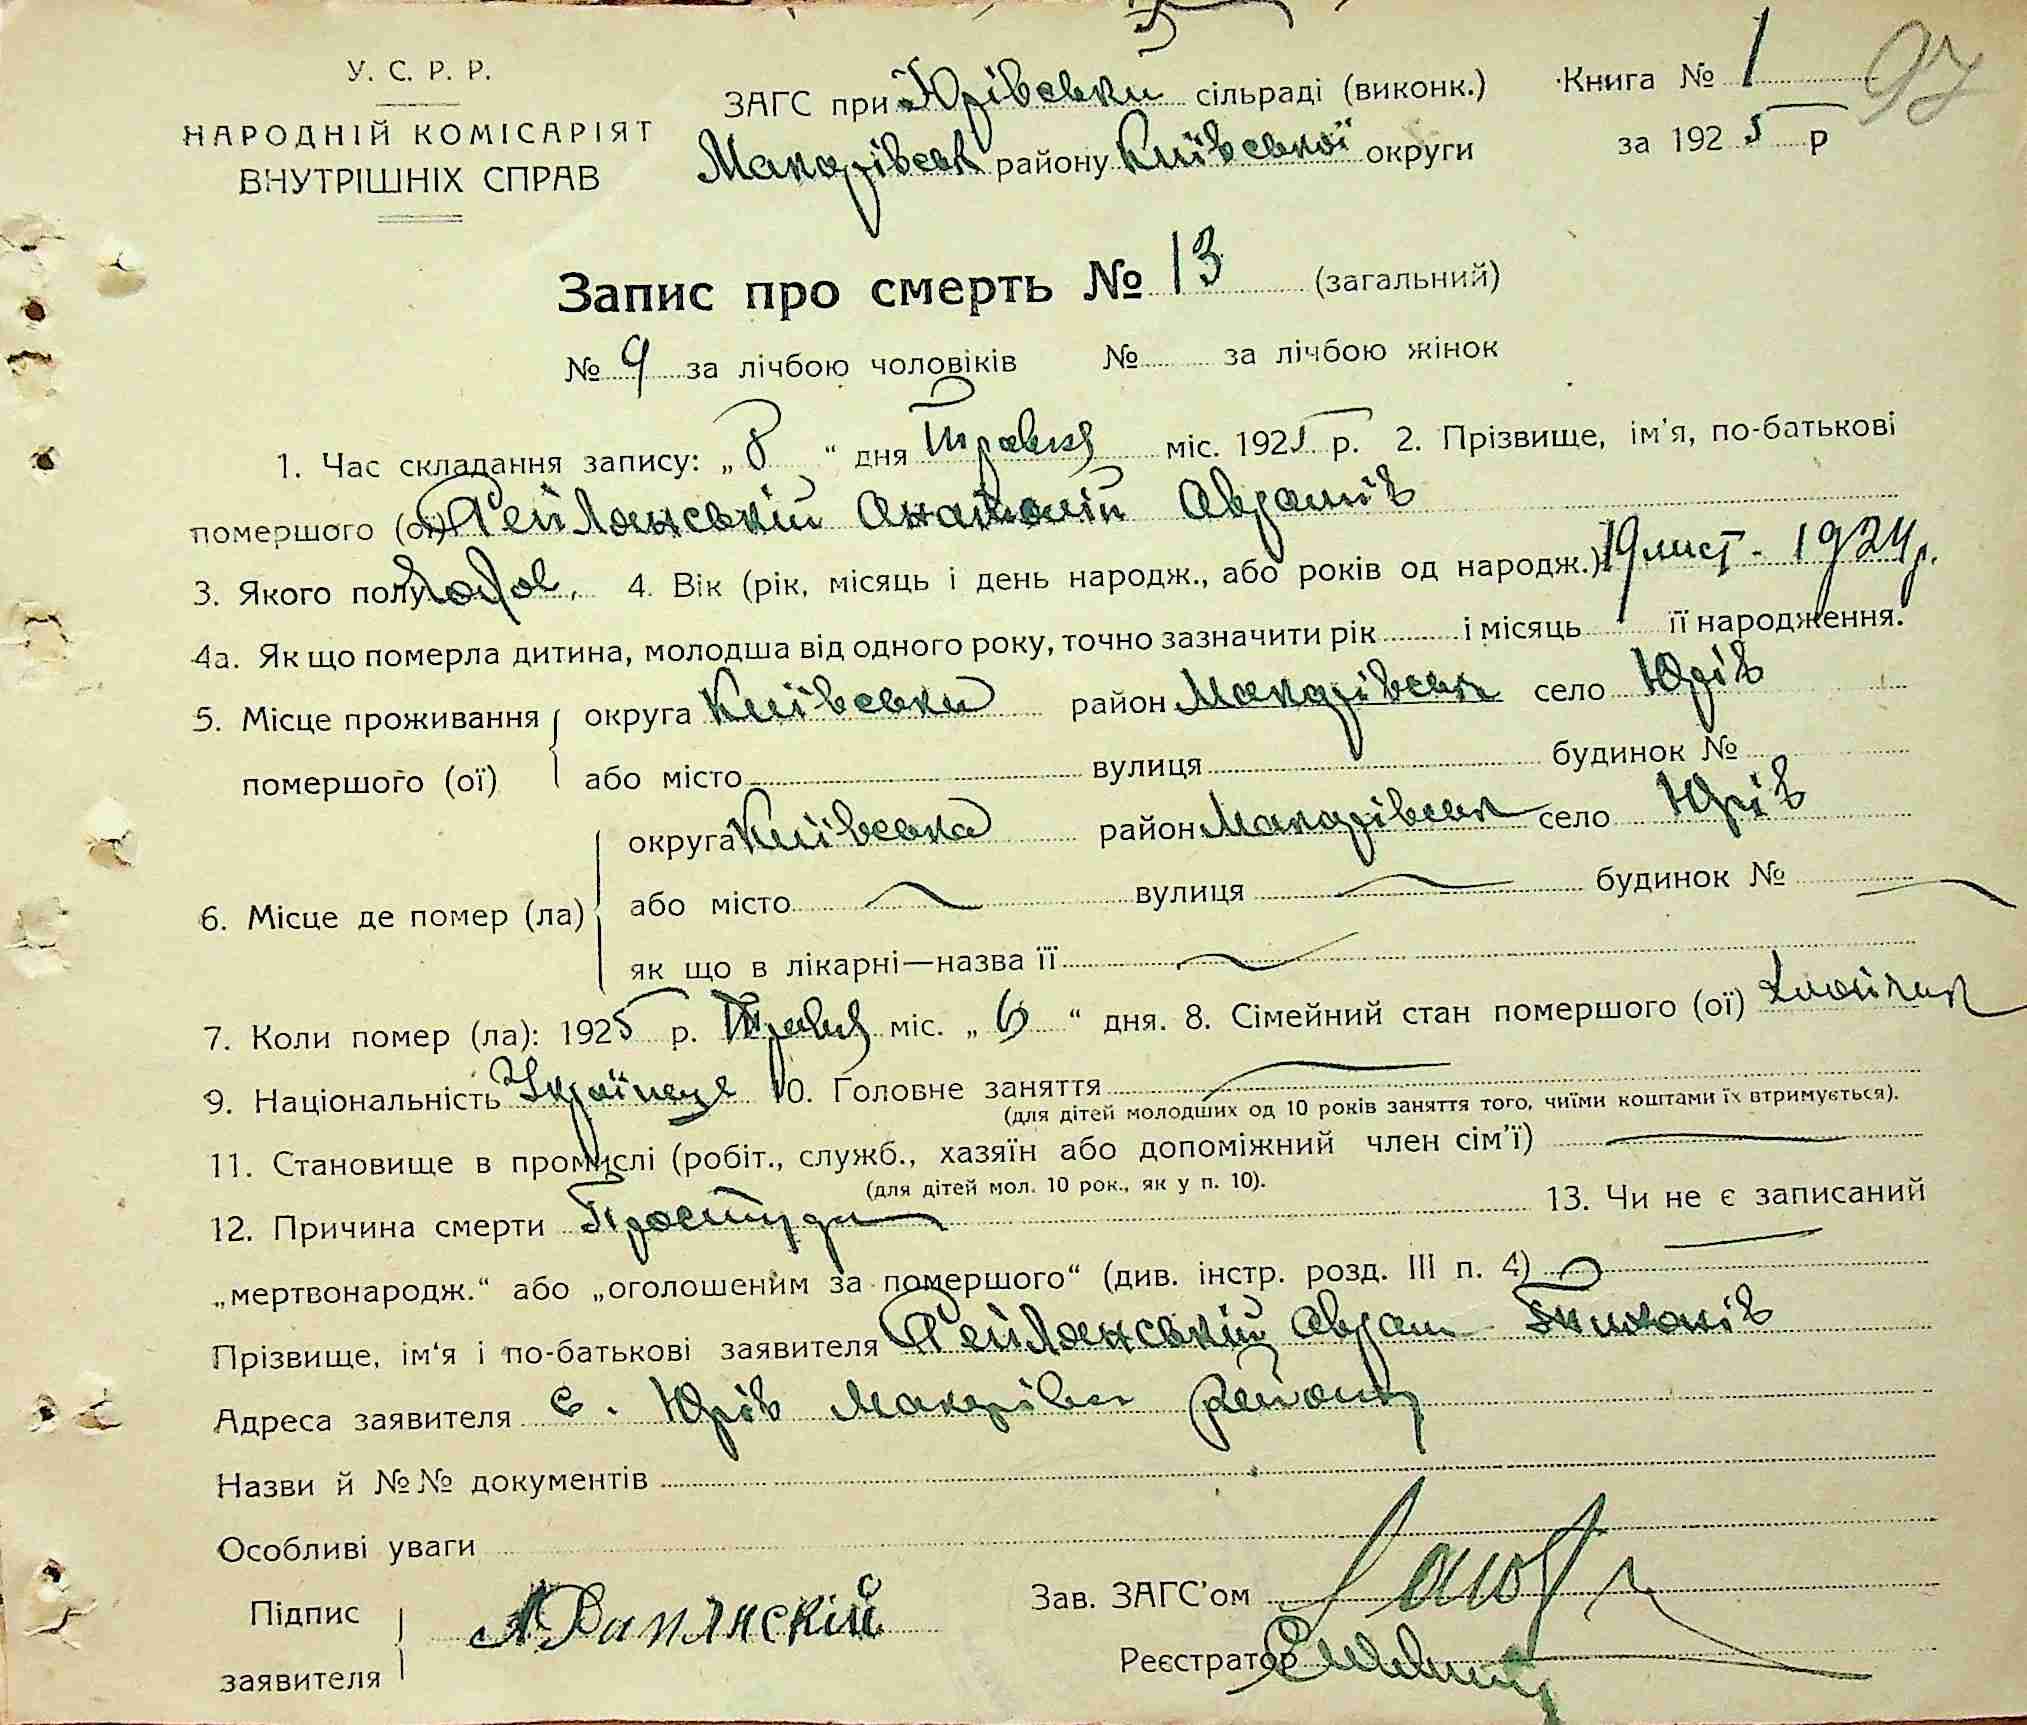 У. С. Р. Р.
НАРОДНІЙ КОМІСАРІЯТ
ВНУТРІШНІХ СПРАВ
ЗАГС при Юрівськи сільраді (виконк.)
Макарівськ району Київської округи
Книга № 1
97
за 1925 р
Запис про смерть № 13 (загальний)
№ 9 за лічбою чоловіків № за лічбою жінок
1. Час складання запису: „8“ дня Травня міс. 1925 р. 2. Прізвище, ім'я, по-батькові
помершого (ої) Анатолій Аврамів
3. Якого полу 4. Вік (рік, місяць і день народж., або років од народж.) 19 лист - 1924 р.
4а. Як що померла дитина, молодша від одного року, точно зазначити рік і місяць її народження.
5. Місце проживання помершого (ої) округа Київськи район Макарівськ село Юрів
або місто вулиця будинок №
6. Місце де помер (ла) округа Київська район Макарівськ село Юрів
або місто вулиця будинок №
як що в лікарні—назва її
7. Коли помер (ла): 1925 р. Травня міс. „6“ дня. 8. Сімейний стан помершого (ої)
9. Національність Українець 10. Головне заняття
(для дітей молодших од 10 років заняття того, чиїми коштами їх втримується).
11. Становище в промислі (робіт., служб., хазяїн або допоміжний член сім'ї)
(для дітей мол. 10 рок., як у п. 10).
12. Причина смерти Простуда 13. Чи не є записаний
„мертвонародж.“ або „оголошеним за помершого“ (див. інстр. розд. III п. 4)
Прізвище, ім'я і по-батькові заявителя Аврам Тихонів
Адреса заявителя с. Юрів Макарівск району
Назви й №№ документів
Особливі уваги
Підпис заявителя
Зав. ЗАГС'ом
Реєстратор